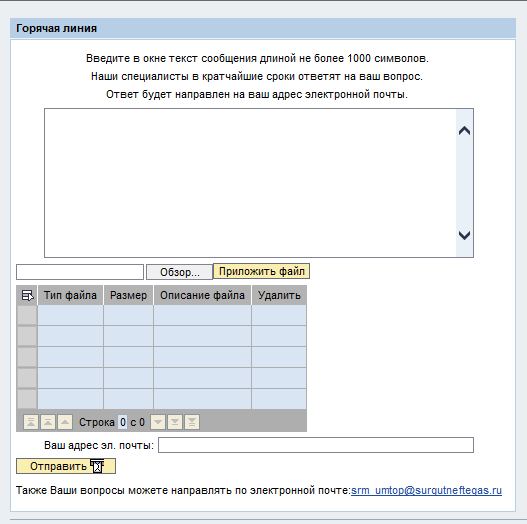 Горячая линия
Введите в окне текст сообщения длиной не более 1000 символов.
Наши специалисты в кратчайшие сроки ответят на ваш вопрос.
Ответ будет направлен на ваш адрес электронной почты.
Обзор... Приложить файл
Тип файла Размер Описание файла Удалить
Строка 0 с 0
Ваш адрес эл. почты:
Отправить
Также Ваши вопросы можете направлять по электронной почте:srm_umtop@surgutneftegas.ru